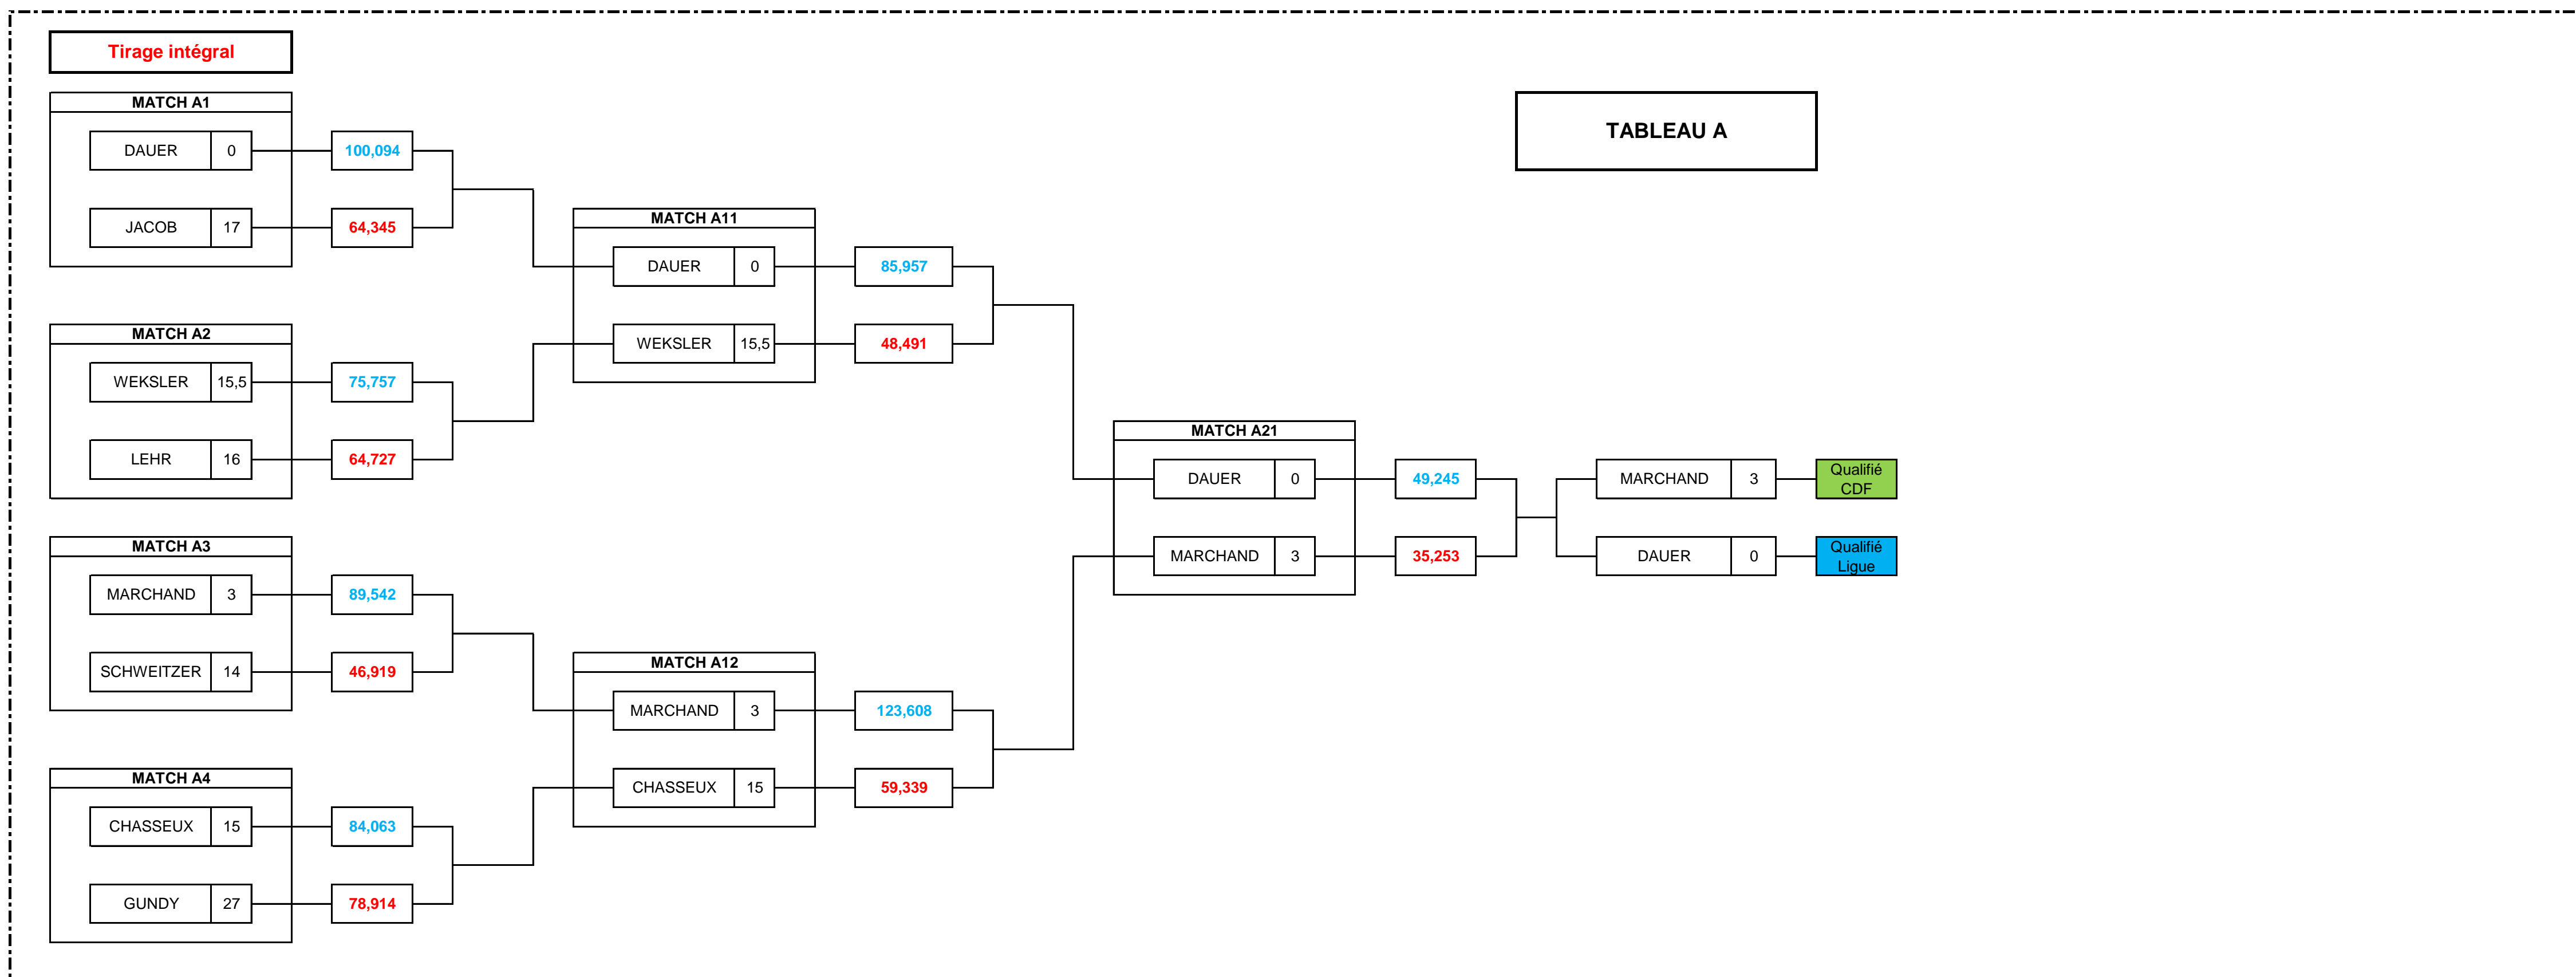 Tirage intégral
TABLEAU A
MATCH A1
DAUER 0 100,094
JACOB 17 64,345
MATCH A2
WEKSLER 15,5 75,757
LEHR 16 64,727
MATCH A3
MARCHAND 3 89,542
SCHWEITZER 14 46,919
MATCH A4
CHASSEUX 15 84,063
GUNDY 27 78,914
MATCH A11
DAUER 0 85,957
WEKSLER 15,5 48,491
MATCH A12
MARCHAND 3 123,608
CHASSEUX 15 59,339
MATCH A21
DAUER 0 49,245
MARCHAND 3 35,253
MARCHAND 3 Qualifié
CDF
DAUER 0 Qualifié
Ligue